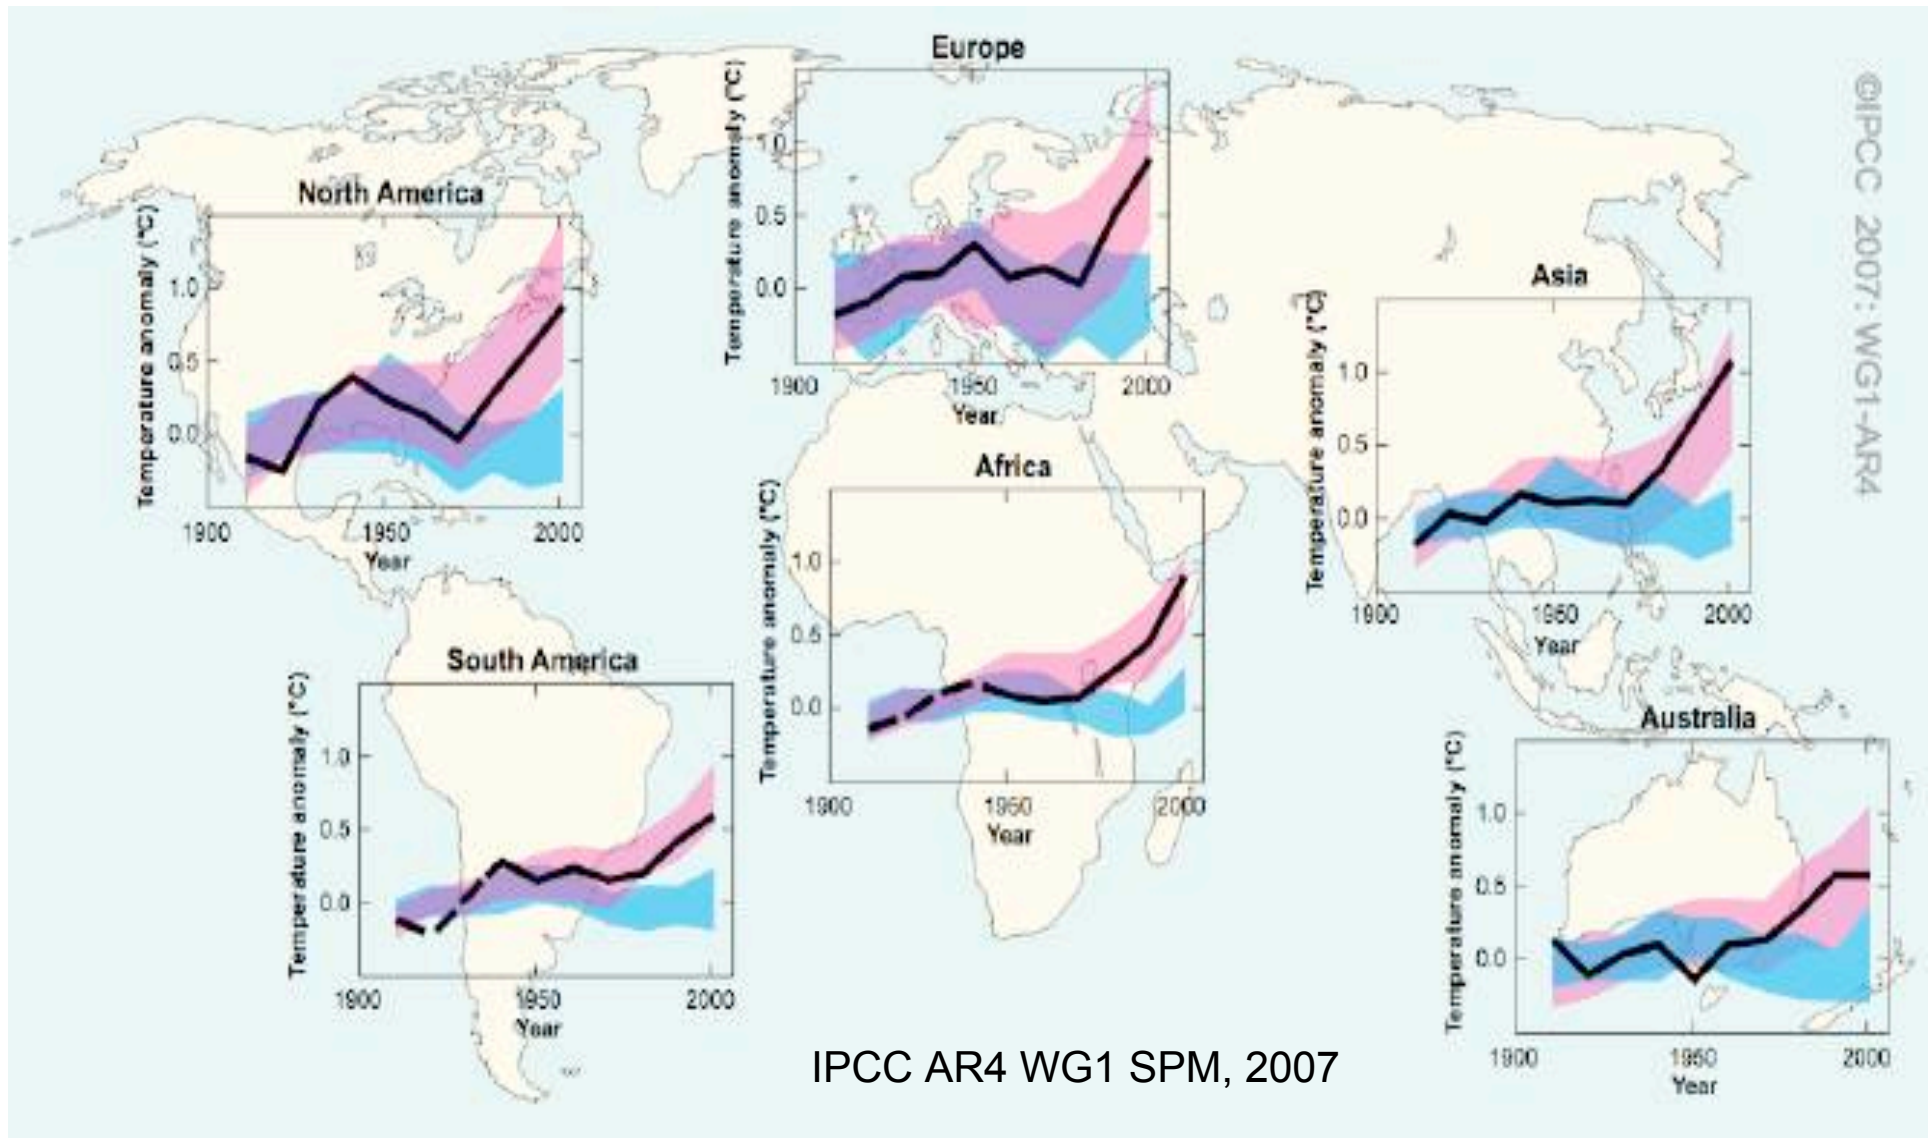 Europe
Temperature anomaly (°C)
1.0
0.5
0.0
1900
1950
2000
Year
North America
Temperature anomaly (°C)
1.0
0.5
0.0
1900
1950
2000
Year
Asia
Temperature anomaly (°C)
1.0
0.5
0.0
1900
1950
2000
Year
Africa
Temperature anomaly (°C)
1.0
0.5
0.0
1900
1950
2000
Year
South America
Temperature anomaly (°C)
1.0
0.5
0.0
1900
1950
2000
Year
Australia
Temperature anomaly (°C)
1.0
0.5
0.0
1900
1950
2000
Year
©IPCC 2007: WG1-AR4
IPCC AR4 WG1 SPM, 2007